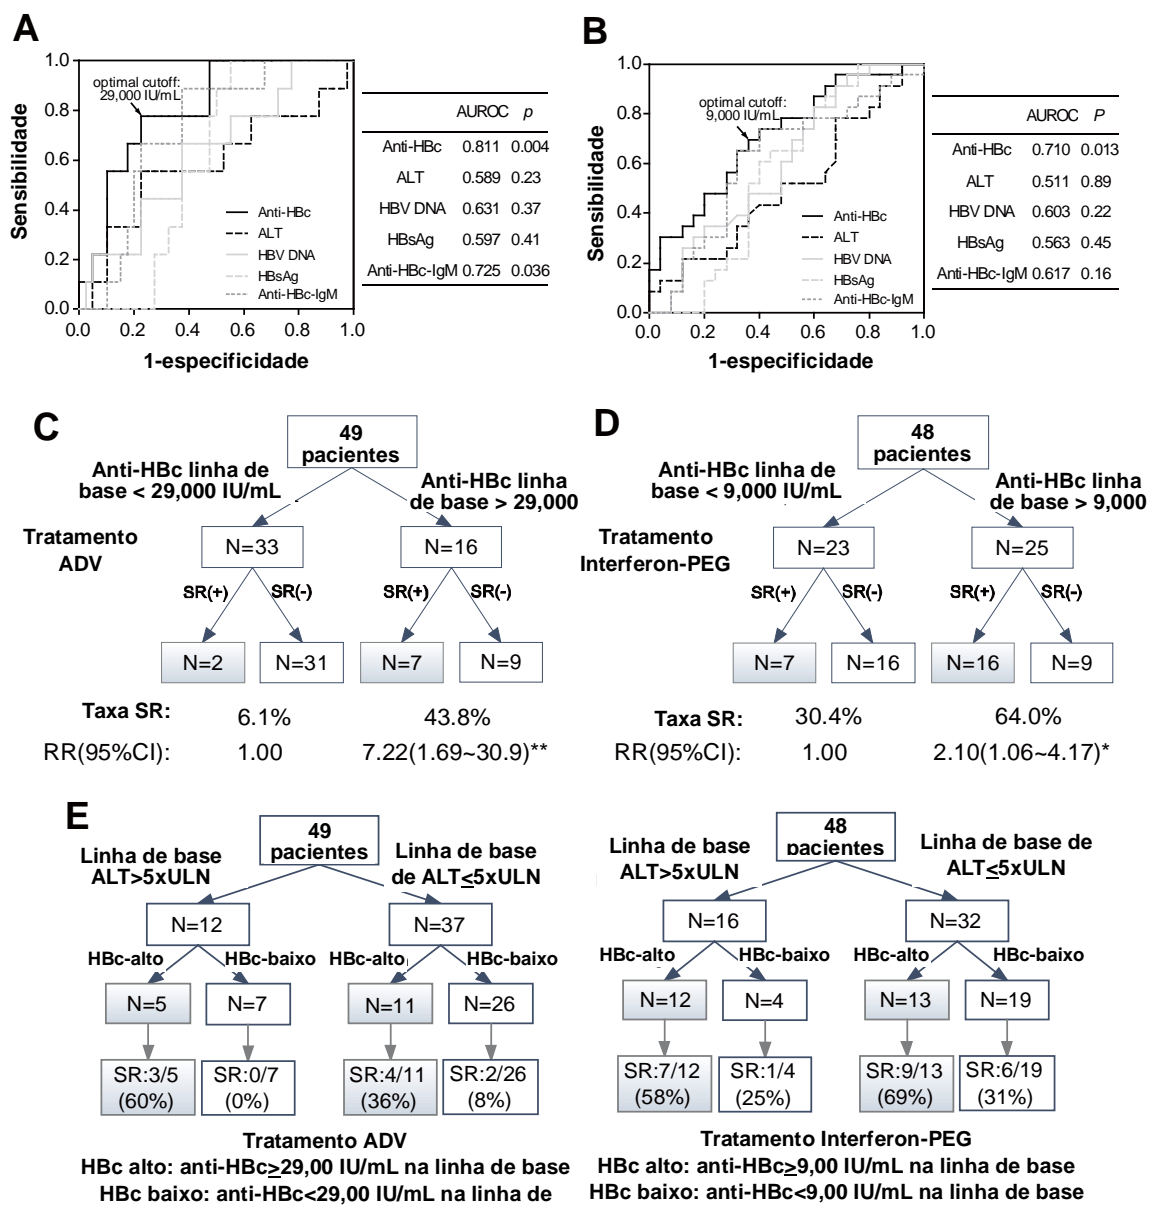 A
1.0
0.8
0.6
0.4
0.2
0.0
Sensibilidade
optimal cutoff:
29,000 IU/mL
Anti-HBc
ALT
HBV DNA
HBsAg
Anti-HBc-IgM
0.0 0.2 0.4 0.6 0.8 1.0
1-especificidade
AUROC p
Anti-HBc 0.811 0.004
ALT 0.589 0.23
HBV DNA 0.631 0.37
HBsAg 0.597 0.41
Anti-HBc-IgM 0.725 0.036
B
1.0
0.8
0.6
0.4
0.2
0.0
Sensibilidade
optimal cutoff:
9,000 IU/mL
Anti-HBc
ALT
HBV DNA
HBsAg
Anti-HBc-IgM
0.0 0.2 0.4 0.6 0.8 1.0
1-especificidade
AUROC P
Anti-HBc 0.710 0.013
ALT 0.511 0.89
HBV DNA 0.603 0.22
HBsAg 0.563 0.45
Anti-HBc-IgM 0.617 0.16
C
49
pacientes
Anti-HBc linha de
base < 29,000 IU/mL
Anti-HBc linha
de base > 29,000
Tratamento
ADV
N=33
N=16
SR(+) SR(-) SR(+) SR(-)
N=2 N=31 N=7 N=9
Taxa SR: 6.1% 43.8%
RR(95%CI): 1.00 7.22(1.69~30.9)**
D
48
pacientes
Anti-HBc linha de
base < 9,000 IU/mL
Anti-HBc linha
de base > 9,000
Tratamento
Interferon-PEG
N=23
N=25
SR(+) SR(-) SR(+) SR(-)
N=7 N=16 N=16 N=9
Taxa SR: 30.4% 64.0%
RR(95%CI): 1.00 2.10(1.06~4.17)*
E
49
pacientes
Linha de base
ALT>5xULN
Linha de base
de ALT≤5xULN
N=12 N=37
HBc-alto HBc-baixo HBc-alto HBc-baixo
N=5 N=7 N=11 N=26
SR:3/5
(60%)
SR:0/7
(0%)
SR:4/11
(36%)
SR:2/26
(8%)
Tratamento ADV
HBc alto: anti-HBc≥29,00 IU/mL na linha de base
HBc baixo: anti-HBc<29,00 IU/mL na linha de
48
pacientes
Linha de base
ALT>5xULN
Linha de base de
ALT≤5xULN
N=16 N=32
HBc-alto HBc-baixo HBc-alto HBc-baixo
N=12 N=4 N=13 N=19
SR:7/12
(58%)
SR:1/4
(25%)
SR:9/13
(69%)
SR:6/19
(31%)
Tratamento Interferon-PEG
HBc alto: anti-HBc≥9,00 IU/mL na linha de base
HBc baixo: anti-HBc<9,00 IU/mL na linha de base